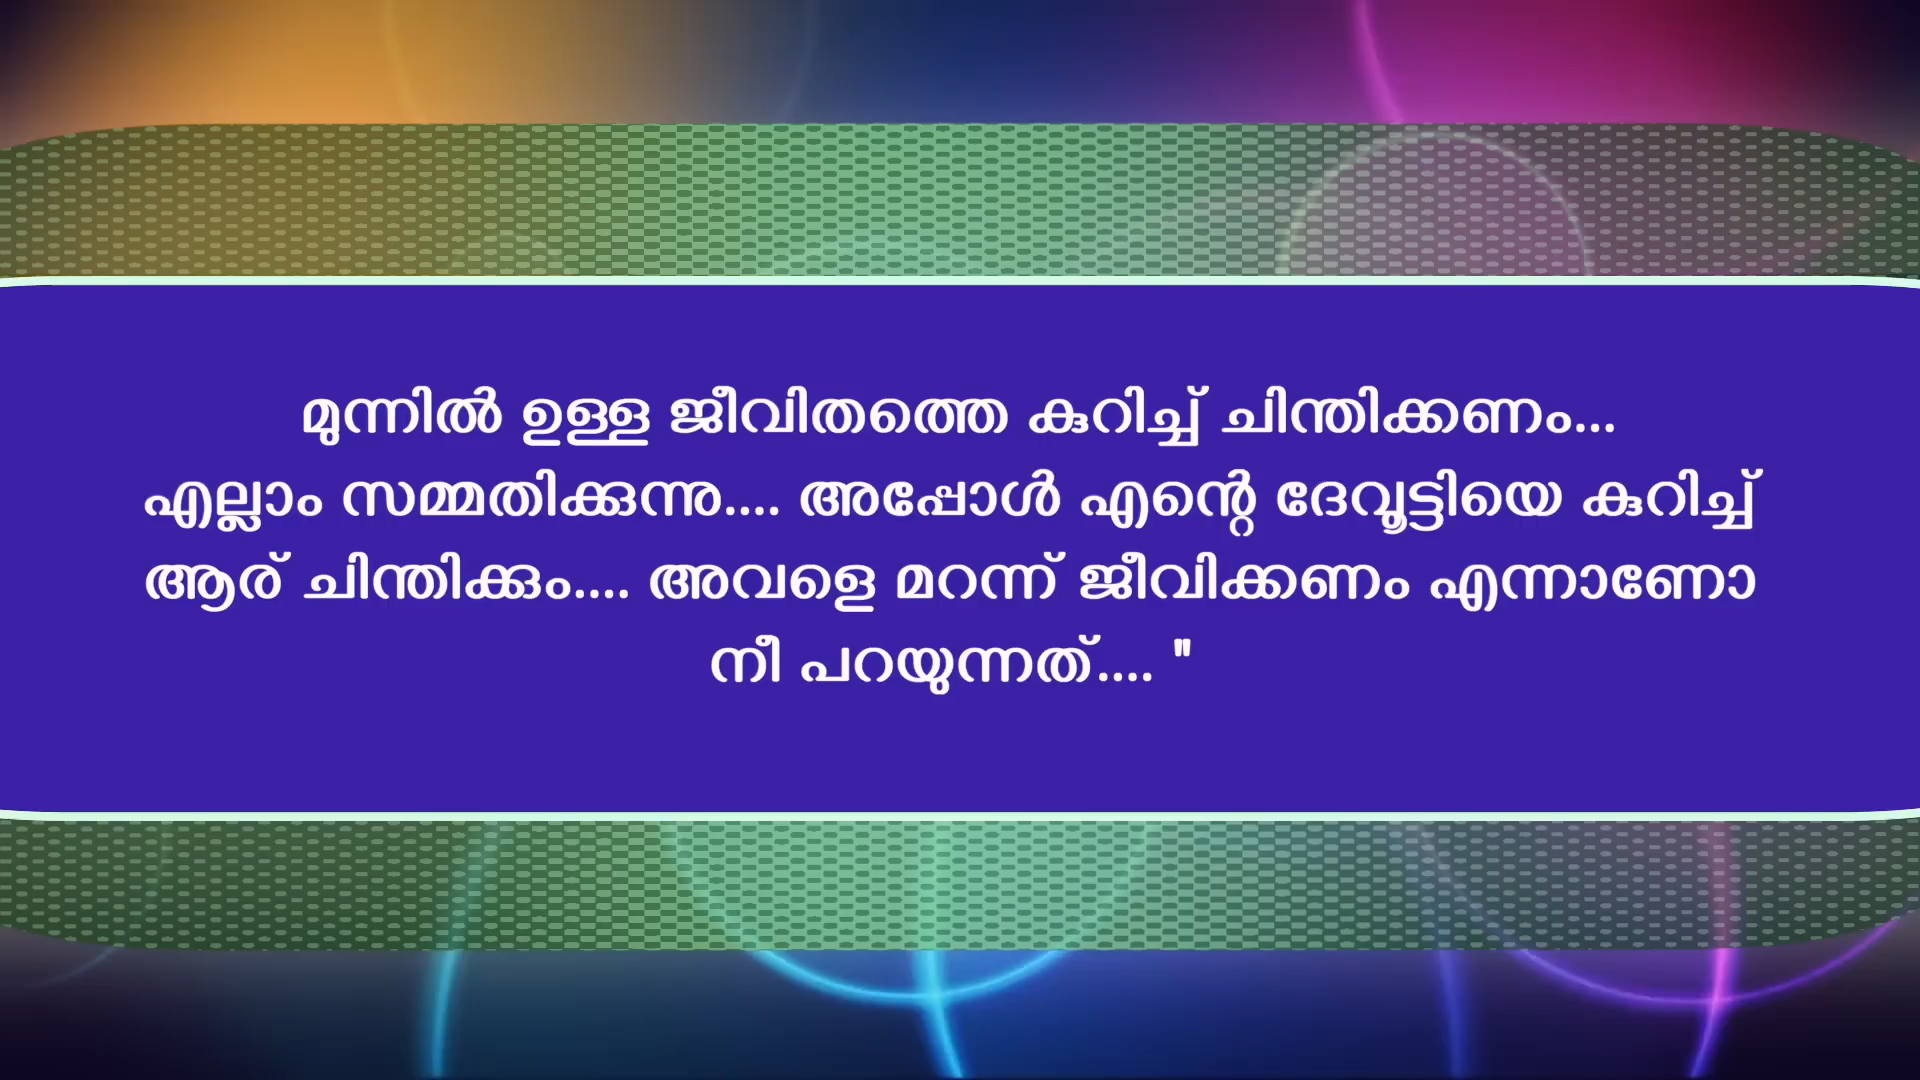 മുന്നിൽ ഉള്ള ജീവിതത്തെ കുറിച്ച് ചിന്തിക്കണം...
എല്ലാം സമ്മതിക്കുന്നു.... അപ്പോൾ എന്റെ ദേവൂട്ടിയെ കുറിച്ച്
ആര് ചിന്തിക്കും.... അവളെ മറന്ന് ജീവിക്കണം എന്നാണോ
നീ പറയുന്നത്.... "